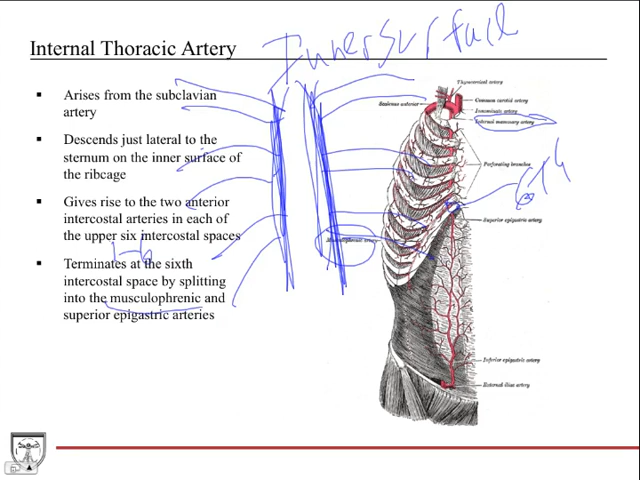 Internal Thoracic Artery
Inner surface
▪ Arises from the subclavian
artery
▪ Descends just lateral to the
sternum on the inner surface of
the ribcage
▪ Gives rise to the two anterior
intercostal arteries in each of
the upper six intercostal spaces
1-6
▪ Terminates at the sixth
intercostal space by splitting
into the musculophrenic and
superior epigastric arteries
Thyrocervical artery
Scalenus anterior
Common carotid artery
Innominate artery
Internal mammary artery
Perforating branches
6th
Superior epigastric artery
Musculophrenic artery
Inferior epigastric artery
External iliac artery